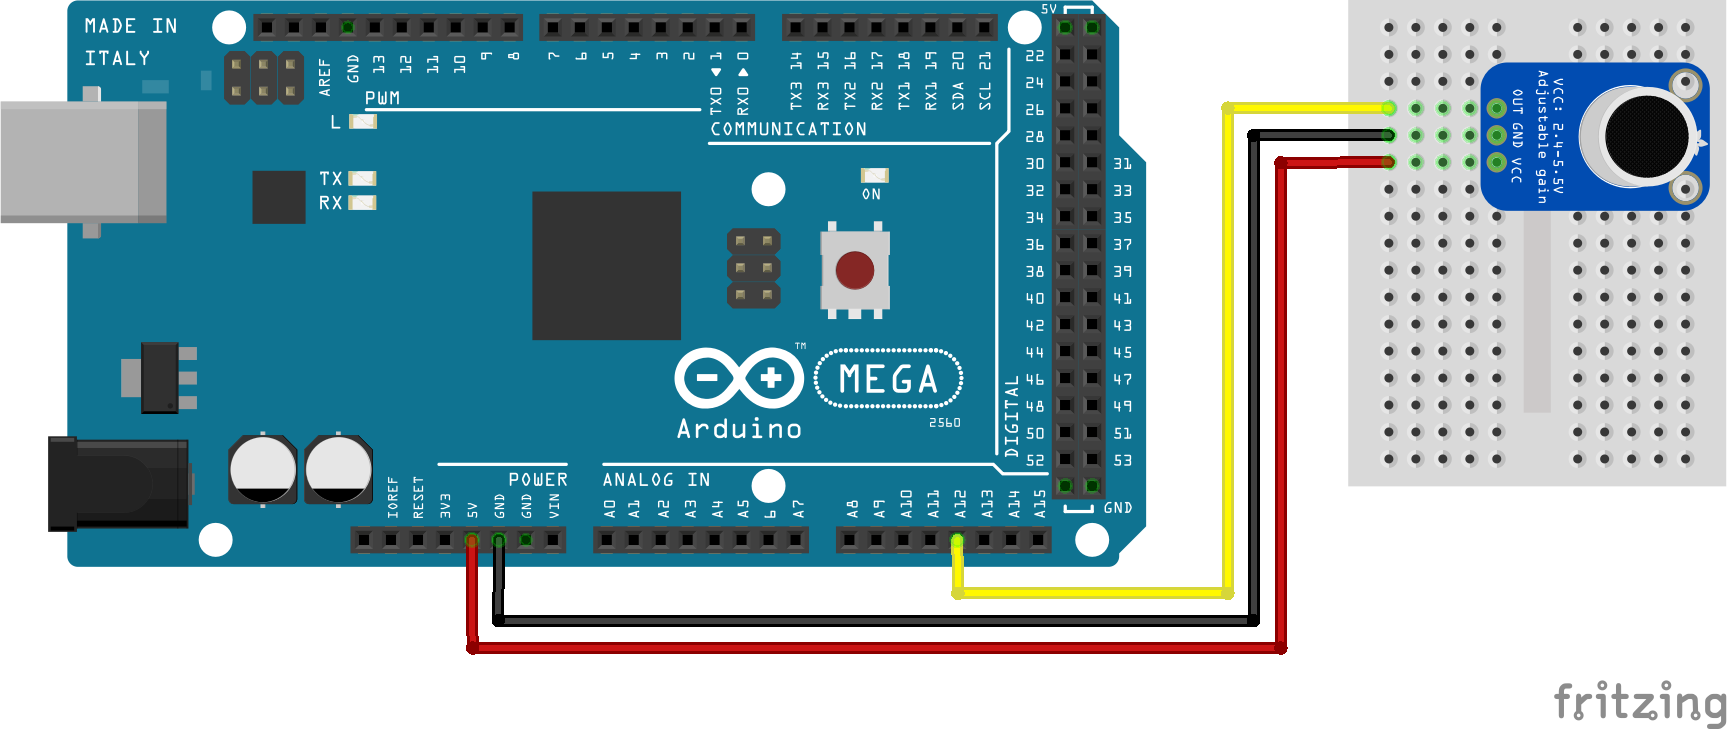 MADE IN
ITALY
AREF
GND
13
12
11
10
9
8
7
6
5
4
3
2
TX0 1
RX0 0
TX3 14
RX3 15
TX2 16
RX2 17
TX1 18
RX1 19
SDA 20
SCL 21
5V
PWM
COMMUNICATION
L
TX
RX
ON
22
24
26
28
30 31
32 33
34 35
36 37
38 39
40 41
42 43
44 45
46 47
48 49
50 51
52 53
DIGITAL
GND
Arduino
TM
MEGA
2560
POWER
ANALOG IN
IOREF
RESET
3V3
5V
GND
GND
VIN
A0
A1
A2
A3
A4
A5
6
A7
A8
A9
A10
A11
A12
A13
A14
A15
OUT GND VCC
VCC: 2.4-5.5V
Adjustable gain
fritzing